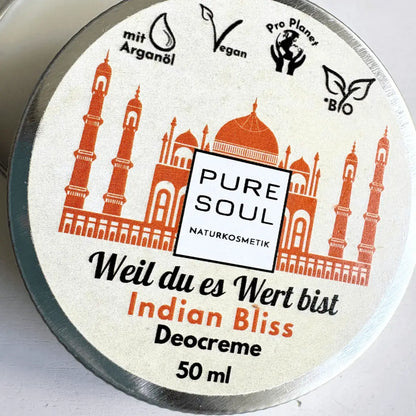 mit
Arganöl
Vegan
Pro Planet
*BIO
PURE
SOUL
NATURKOSMETIK
Weil du es Wert bist
Indian Bliss
Deocreme
50 ml